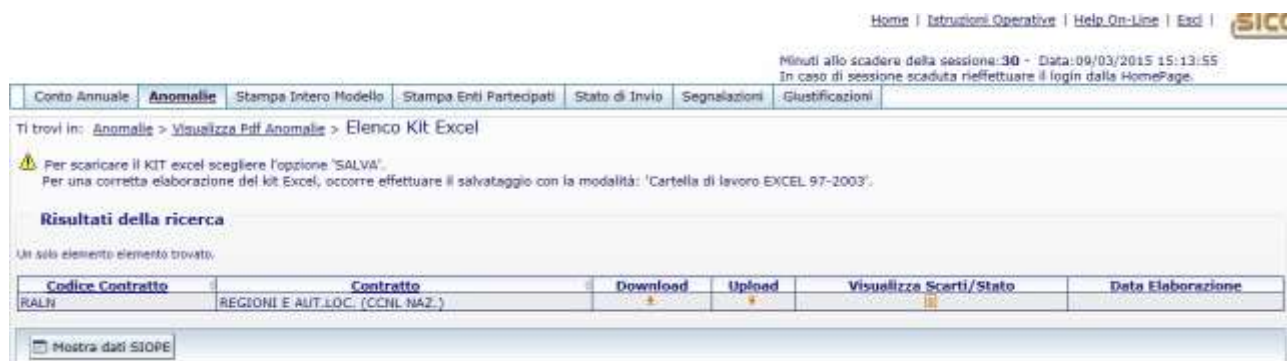 Home | Istruzioni Operative | Help On-Line | Esci |
SICO
Minuti allo scadere della sessione:30 - Data:09/03/2015 15:13:55
In caso di sessione scaduta rieffettuare il login dalla HomePage.
Conto Annuale | Anomalie | Stampa Intero Modello | Stampa Enti Partecipati | Stato di Invio | Segnalazioni | Giustificazioni
Ti trovi in: Anomalie > Visualizza Pdf Anomalie > Elenco Kit Excel
Per scaricare il KIT excel scegliere l'opzione 'SALVA'.
Per una corretta elaborazione del kit Excel, occorre effettuare il salvataggio con la modalità: 'Cartella di lavoro EXCEL 97-2003'.
Risultati della ricerca
Un solo elemento elemento trovato.
Codice Contratto Contratto Download Upload Visualizza Scarti/Stato Data Elaborazione
RALN REGIONI E AUT.LOC. (CCNL NAZ.)
Mostra dati SIOPE